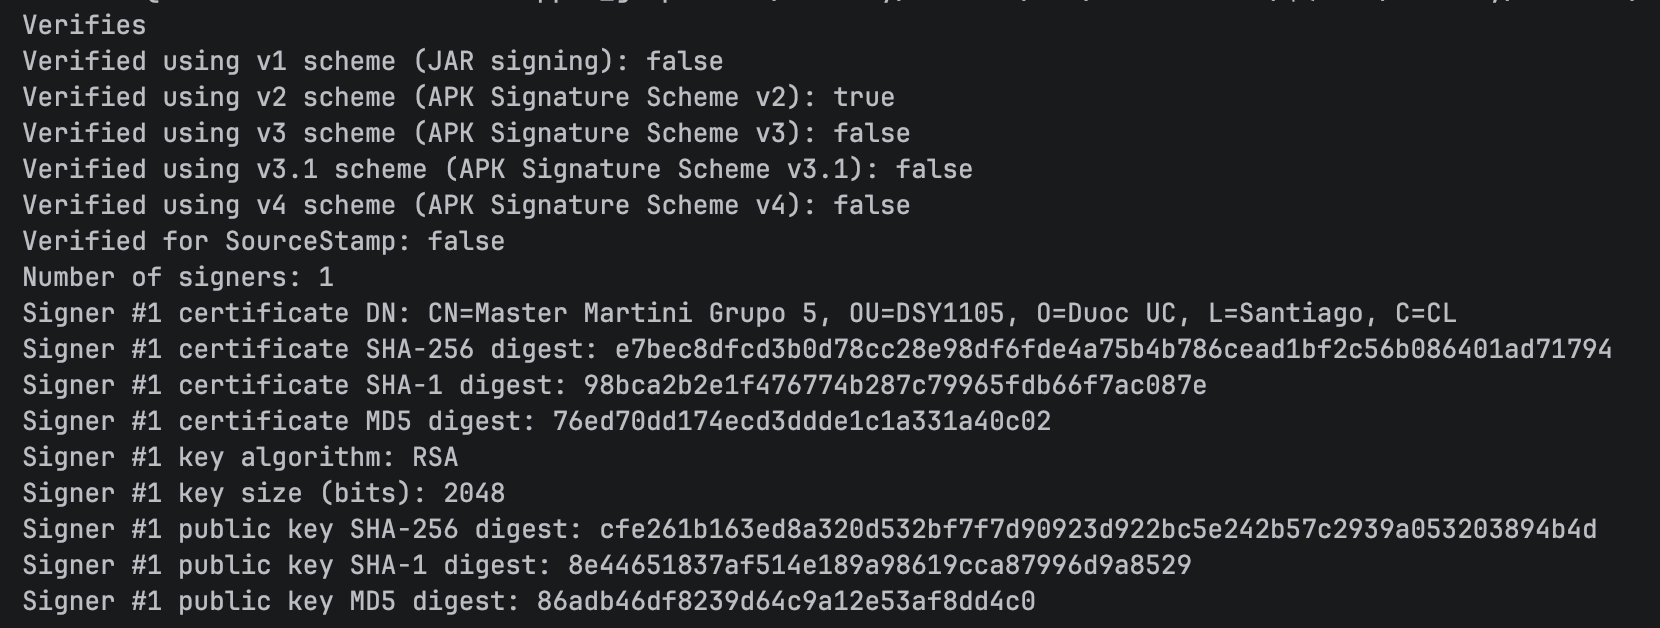 Verifies
Verified using v1 scheme (JAR signing): false
Verified using v2 scheme (APK Signature Scheme v2): true
Verified using v3 scheme (APK Signature Scheme v3): false
Verified using v3.1 scheme (APK Signature Scheme v3.1): false
Verified using v4 scheme (APK Signature Scheme v4): false
Verified for SourceStamp: false
Number of signers: 1
Signer #1 certificate DN: CN=Master Martini Grupo 5, OU=DSY1105, O=Duoc UC, L=Santiago, C=CL
Signer #1 certificate SHA-256 digest: e7bec8dfcd3b0d78cc28e98df6fde4a75b4b786cead1bf2c56b086401ad71794
Signer #1 certificate SHA-1 digest: 98bca2b2e1f476774b287c79965fdb66f7ac087e
Signer #1 certificate MD5 digest: 76ed70dd174ecd3ddde1c1a331a40c02
Signer #1 key algorithm: RSA
Signer #1 key size (bits): 2048
Signer #1 public key SHA-256 digest: cfe261b163ed8a320d532bf7f7d90923d922bc5e242b57c2939a053203894b4d
Signer #1 public key SHA-1 digest: 8e44651837af514e189a98619cca87996d9a8529
Signer #1 public key MD5 digest: 86adb46df8239d64c9a12e53af8dd4c0